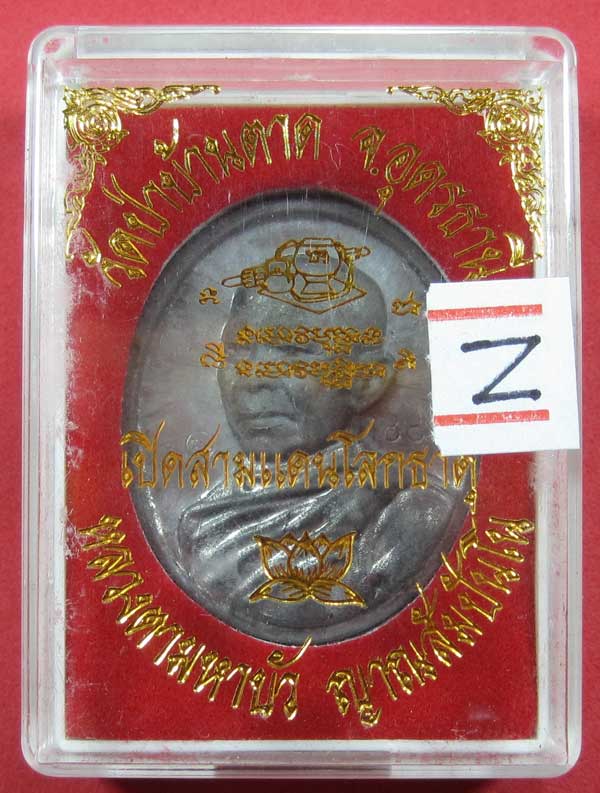 วัดป่าบ้านตาด จ.อุดรธานี
N
เปิดสามแดนโลกธาตุ
หลวงตามหาบัว ญาณสัมปันโน